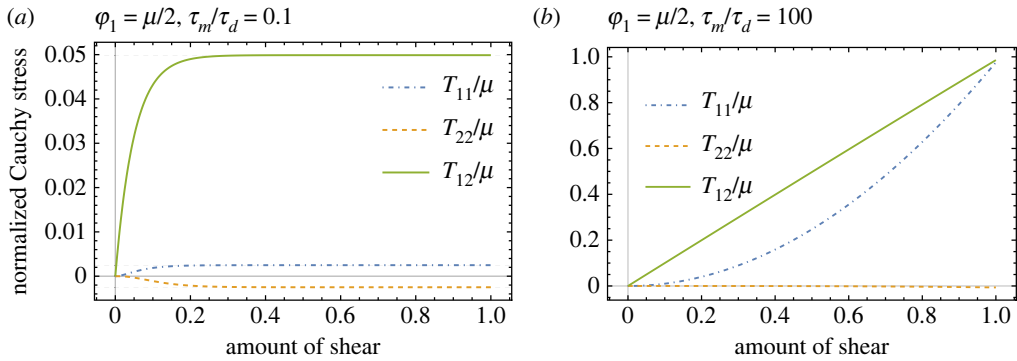 (a) φ₁ = μ/2, τₘ/τ_d = 0.1
normalized Cauchy stress
0.05
0.04
0.03
0.02
0.01
0
T₁₁/μ
T₂₂/μ
T₁₂/μ
0 0.2 0.4 0.6 0.8 1.0
amount of shear
(b) φ₁ = μ/2, τₘ/τ_d = 100
1.0
0.8
0.6
0.4
0.2
0
T₁₁/μ
T₂₂/μ
T₁₂/μ
0 0.2 0.4 0.6 0.8 1.0
amount of shear